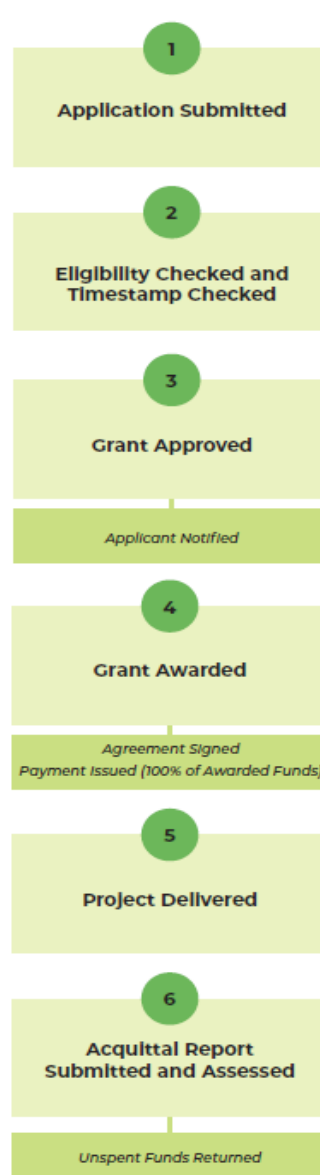 1
Application Submitted
2
Eligibility Checked and
Timestamp Checked
3
Grant Approved
Applicant Notified
4
Grant Awarded
Agreement Signed
Payment Issued (100% of Awarded Funds)
5
Project Delivered
6
Acquittal Report
Submitted and Assessed
Unspent Funds Returned